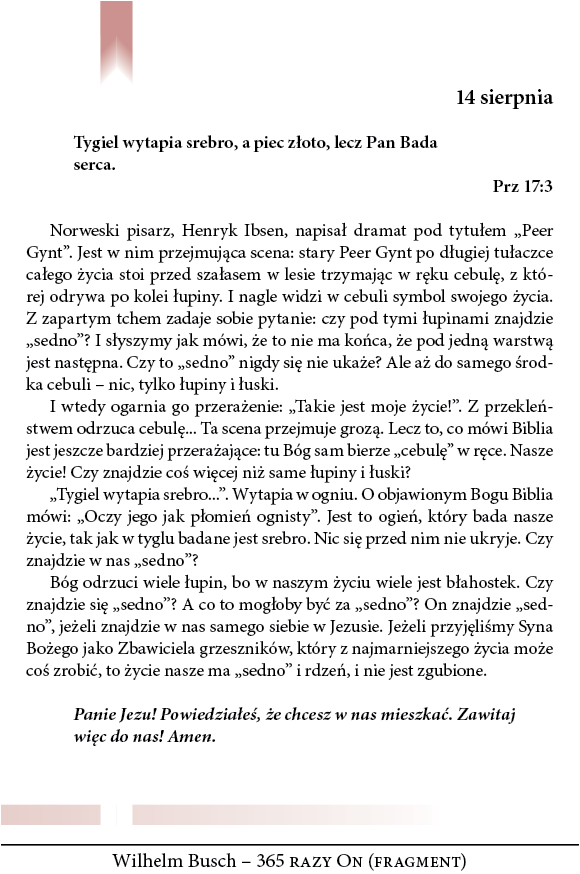 14 sierpnia
Tygiel wytapia srebro, a piec złoto, lecz Pan Bada
serca.
Prz 17:3
Norweski pisarz, Henryk Ibsen, napisał dramat pod tytułem „Peer
Gynt”. Jest w nim przejmująca scena: stary Peer Gynt po długiej tułaczce
całego życia stoi przed szałasem w lesie trzymając w ręku cebulę, z któ-
rej odrywa po kolei łupiny. I nagle widzi w cebuli symbol swojego życia.
Z zapartym tchem zadaje sobie pytanie: czy pod tymi łupinami znajdzie
„sedno”? I słyszymy jak mówi, że to nie ma końca, że pod jedną warstwą
jest następna. Czy to „sedno” nigdy się nie ukaże? Ale aż do samego środ-
ka cebuli – nic, tylko łupiny i łuski.
I wtedy ogarnia go przerażenie: „Takie jest moje życie!”. Z przekleń-
stwem odrzuca cebulę... Ta scena przejmuje grozą. Lecz to, co mówi Biblia
jest jeszcze bardziej przerażające: tu Bóg sam bierze „cebulę” w ręce. Nasze
życie! Czy znajdzie coś więcej niż same łupiny i łuski?
„Tygiel wytapia srebro...”. Wytapia w ogniu. O objawionym Bogu Biblia
mówi: „Oczy jego jak płomień ognisty”. Jest to ogień, który bada nasze
życie, tak jak w tyglu badane jest srebro. Nic się przed nim nie ukryje. Czy
znajdzie w nas „sedno”?
Bóg odrzuci wiele łupin, bo w naszym życiu wiele jest błahostek. Czy
znajdzie się „sedno”? A co to mogłoby być za „sedno”? On znajdzie „sed-
no”, jeżeli znajdzie w nas samego siebie w Jezusie. Jeżeli przyjęliśmy Syna
Bożego jako Zbawiciela grzeszników, który z najmarniejszego życia może
coś zrobić, to życie nasze ma „sedno” i rdzeń, i nie jest zgubione.
Panie Jezu! Powiedziałeś, że chcesz w nas mieszkać. Zawitaj
więc do nas! Amen.
Wilhelm Busch – 365 razy On (fragment)